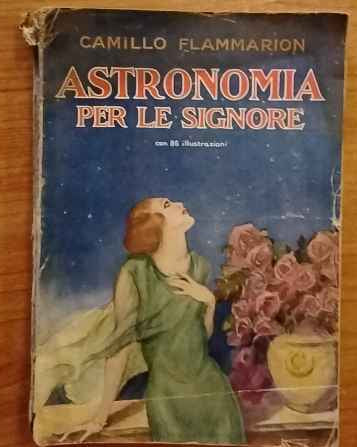 CAMILLO FLAMMARION
ASTRONOMIA
PER LE SIGNORE
con 86 illustrazioni